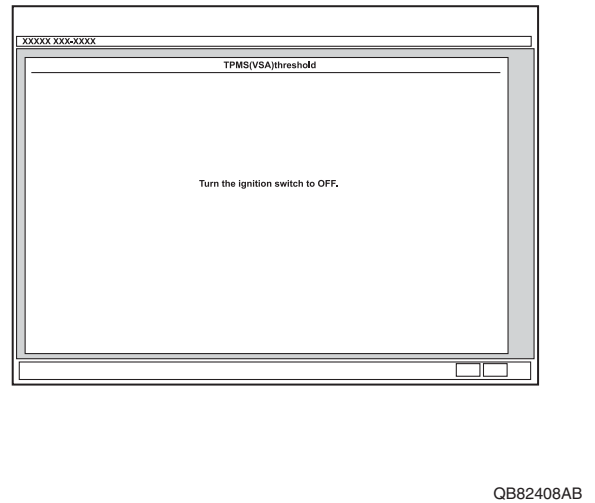 XXXXX XXX-XXXX
TPMS(VSA)threshold
Turn the ignition switch to OFF.
QB82408AB